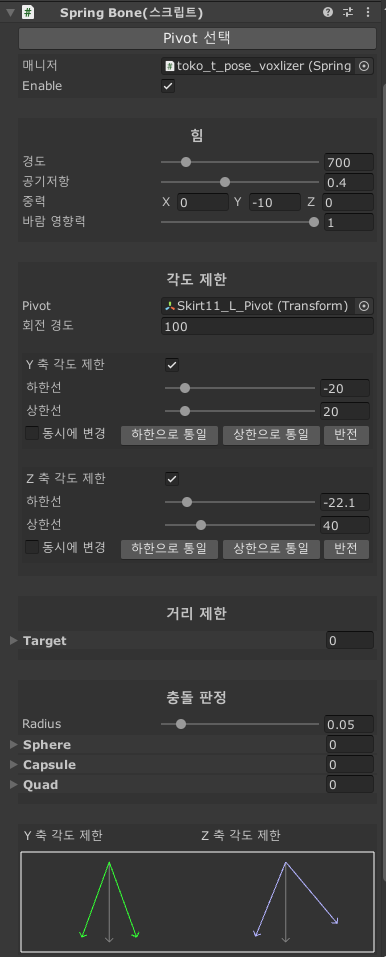 # Spring Bone(스크립트)
Pivot 선택
매니저 # toko_t_pose_voxlizer (Spring
Enable
힘
경도 700
공기저항 0.4
중력 X 0 Y -10 Z 0
바람 영향력 1
각도 제한
Pivot Skirt11_L_Pivot (Transform)
회전 경도 100
Y 축 각도 제한
하한선 -20
상한선 20
동시에 변경 하한으로 통일 상한으로 통일 반전
Z 축 각도 제한
하한선 -22.1
상한선 40
동시에 변경 하한으로 통일 상한으로 통일 반전
거리 제한
Target 0
충돌 판정
Radius 0.05
Sphere 0
Capsule 0
Quad 0
Y 축 각도 제한 Z 축 각도 제한